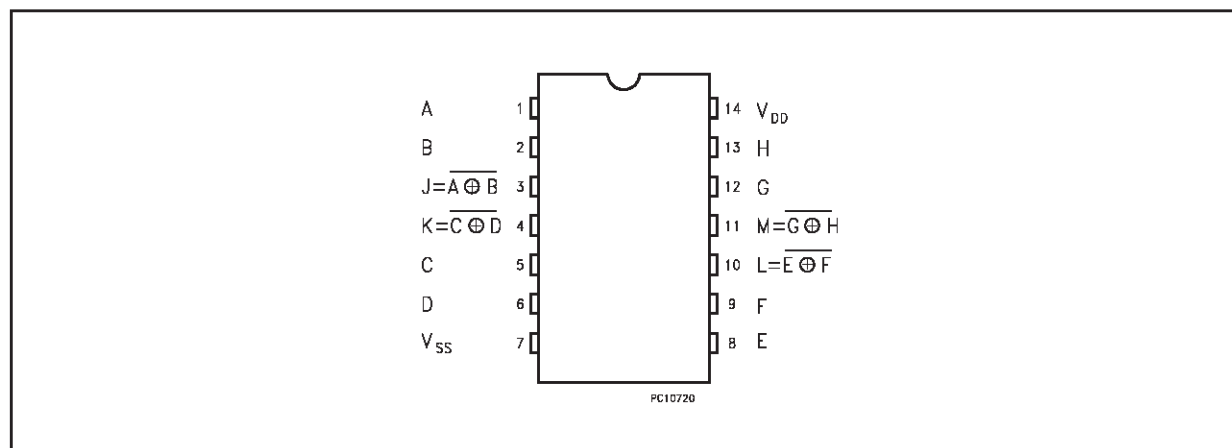 A 1 14 V_DD
B 2 13 H
J=A̅ ̅⊕̅ ̅B̅ 3 12 G
K=C̅ ̅⊕̅ ̅D̅ 4 11 M=G̅ ̅⊕̅ ̅H̅
C 5 10 L=E̅ ̅⊕̅ ̅F̅
D 6 9 F
V_SS 7 8 E
PC10720